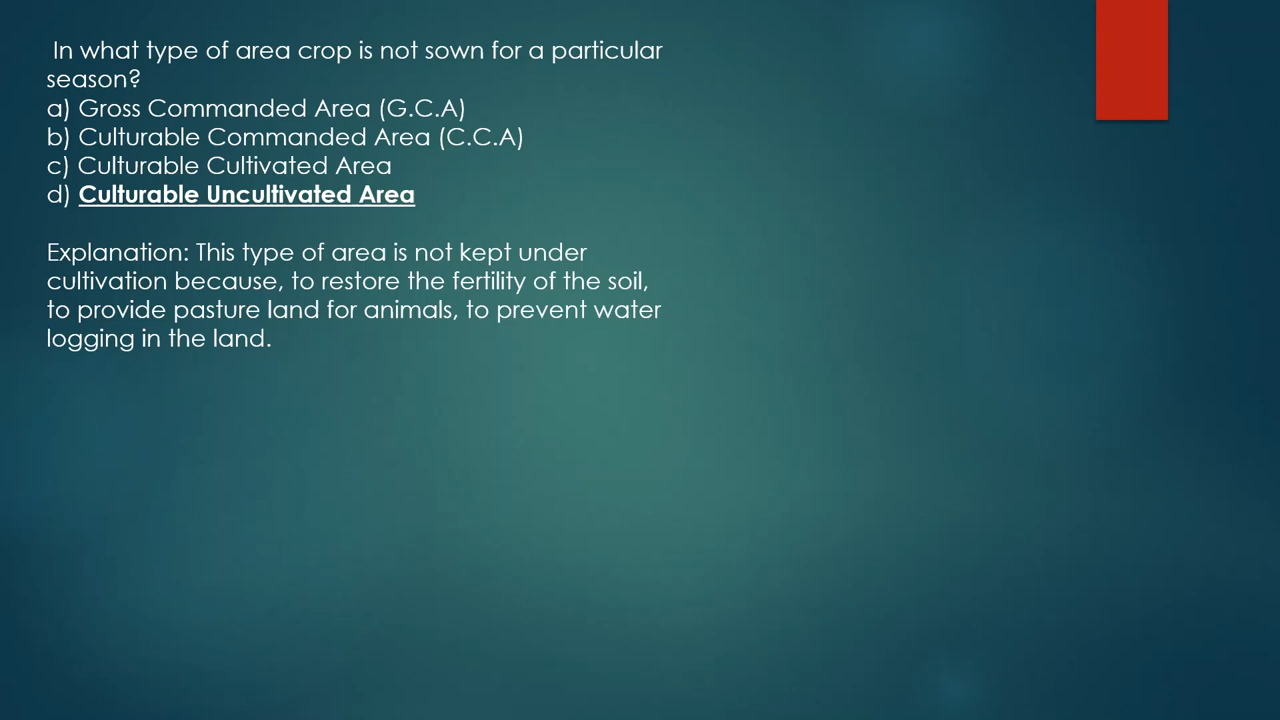 In what type of area crop is not sown for a particular
season?
a) Gross Commanded Area (G.C.A)
b) Culturable Commanded Area (C.C.A)
c) Culturable Cultivated Area
d) Culturable Uncultivated Area
Explanation: This type of area is not kept under
cultivation because, to restore the fertility of the soil,
to provide pasture land for animals, to prevent water
logging in the land.